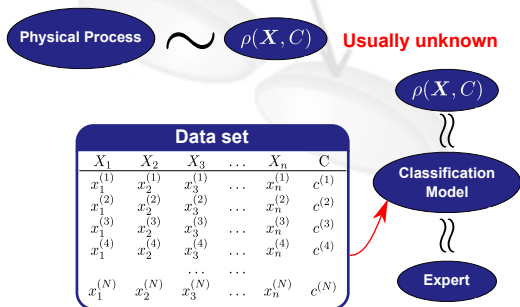 Physical Process ∼ ρ(X, C) Usually unknown
ρ(X, C)
≈
Data set
X₁ X₂ X₃ … Xₙ C
x₁⁽¹⁾ x₂⁽¹⁾ x₃⁽¹⁾ … xₙ⁽¹⁾ c⁽¹⁾
x₁⁽²⁾ x₂⁽²⁾ x₃⁽²⁾ … xₙ⁽²⁾ c⁽²⁾
x₁⁽³⁾ x₂⁽³⁾ x₃⁽³⁾ … xₙ⁽³⁾ c⁽³⁾
x₁⁽⁴⁾ x₂⁽⁴⁾ x₃⁽⁴⁾ … xₙ⁽⁴⁾ c⁽⁴⁾
… …
x₁⁽ᴺ⁾ x₂⁽ᴺ⁾ x₃⁽ᴺ⁾ … xₙ⁽ᴺ⁾ c⁽ᴺ⁾
Classification
Model
≈
Expert